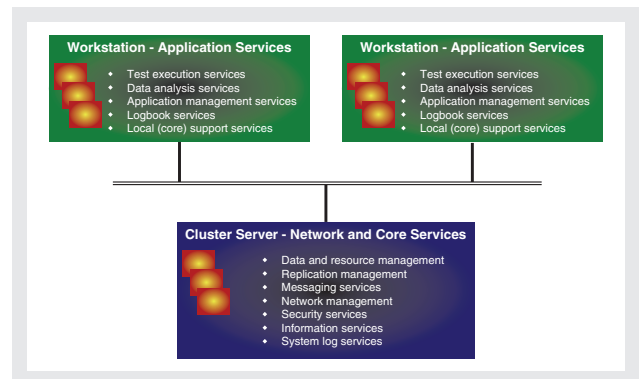 Workstation - Application Services
• Test execution services
• Data analysis services
• Application management services
• Logbook services
• Local (core) support services
Workstation - Application Services
• Test execution services
• Data analysis services
• Application management services
• Logbook services
• Local (core) support services
Cluster Server - Network and Core Services
• Data and resource management
• Replication management
• Messaging services
• Network management
• Security services
• Information services
• System log services